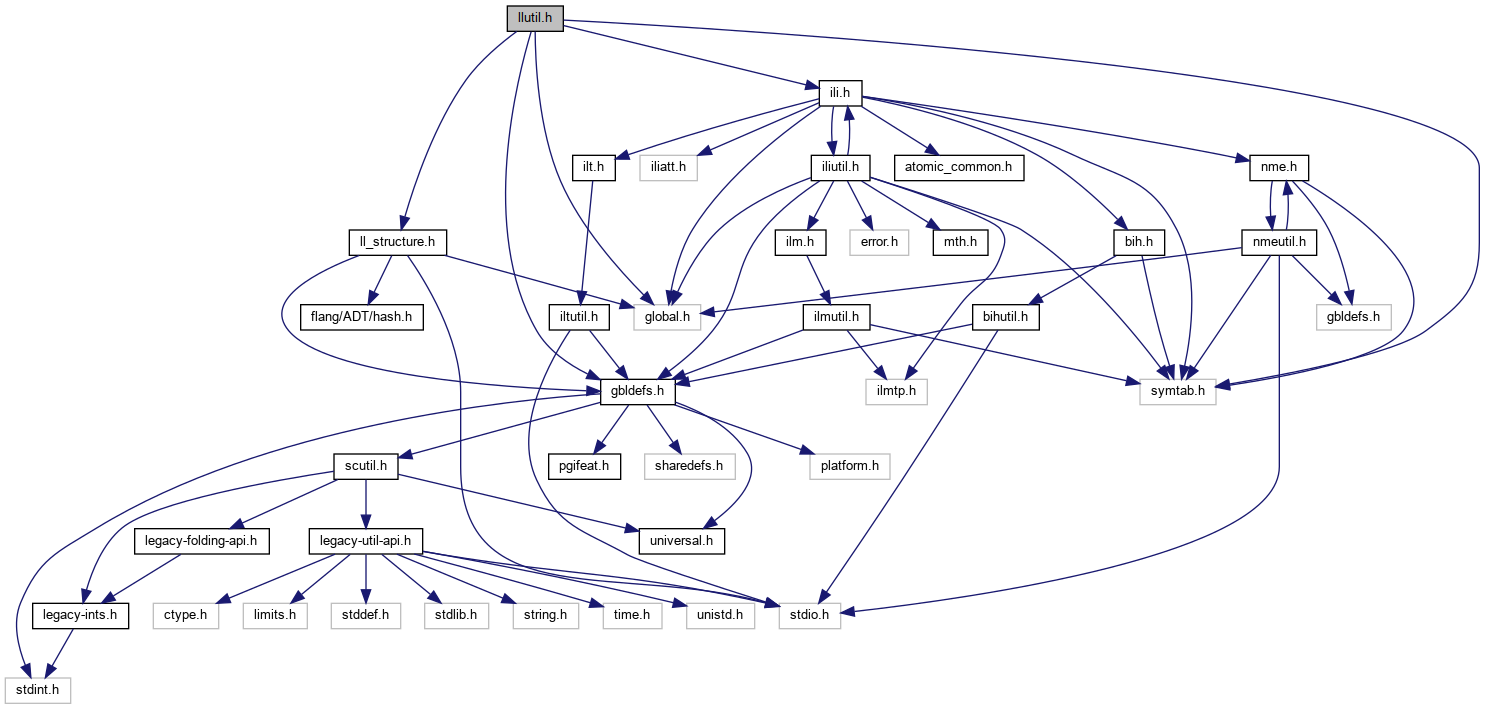 llutil.h
ili.h
ilt.h
iliatt.h
iliutil.h
atomic_common.h
nme.h
ll_structure.h
ilm.h
error.h
mth.h
bih.h
nmeutil.h
flang/ADT/hash.h
iltutil.h
global.h
ilmutil.h
bihutil.h
gbldefs.h
gbldefs.h
ilmtp.h
symtab.h
scutil.h
pgifeat.h
sharedefs.h
platform.h
legacy-folding-api.h
legacy-util-api.h
universal.h
legacy-ints.h
ctype.h
limits.h
stddef.h
stdlib.h
string.h
time.h
unistd.h
stdio.h
stdint.h